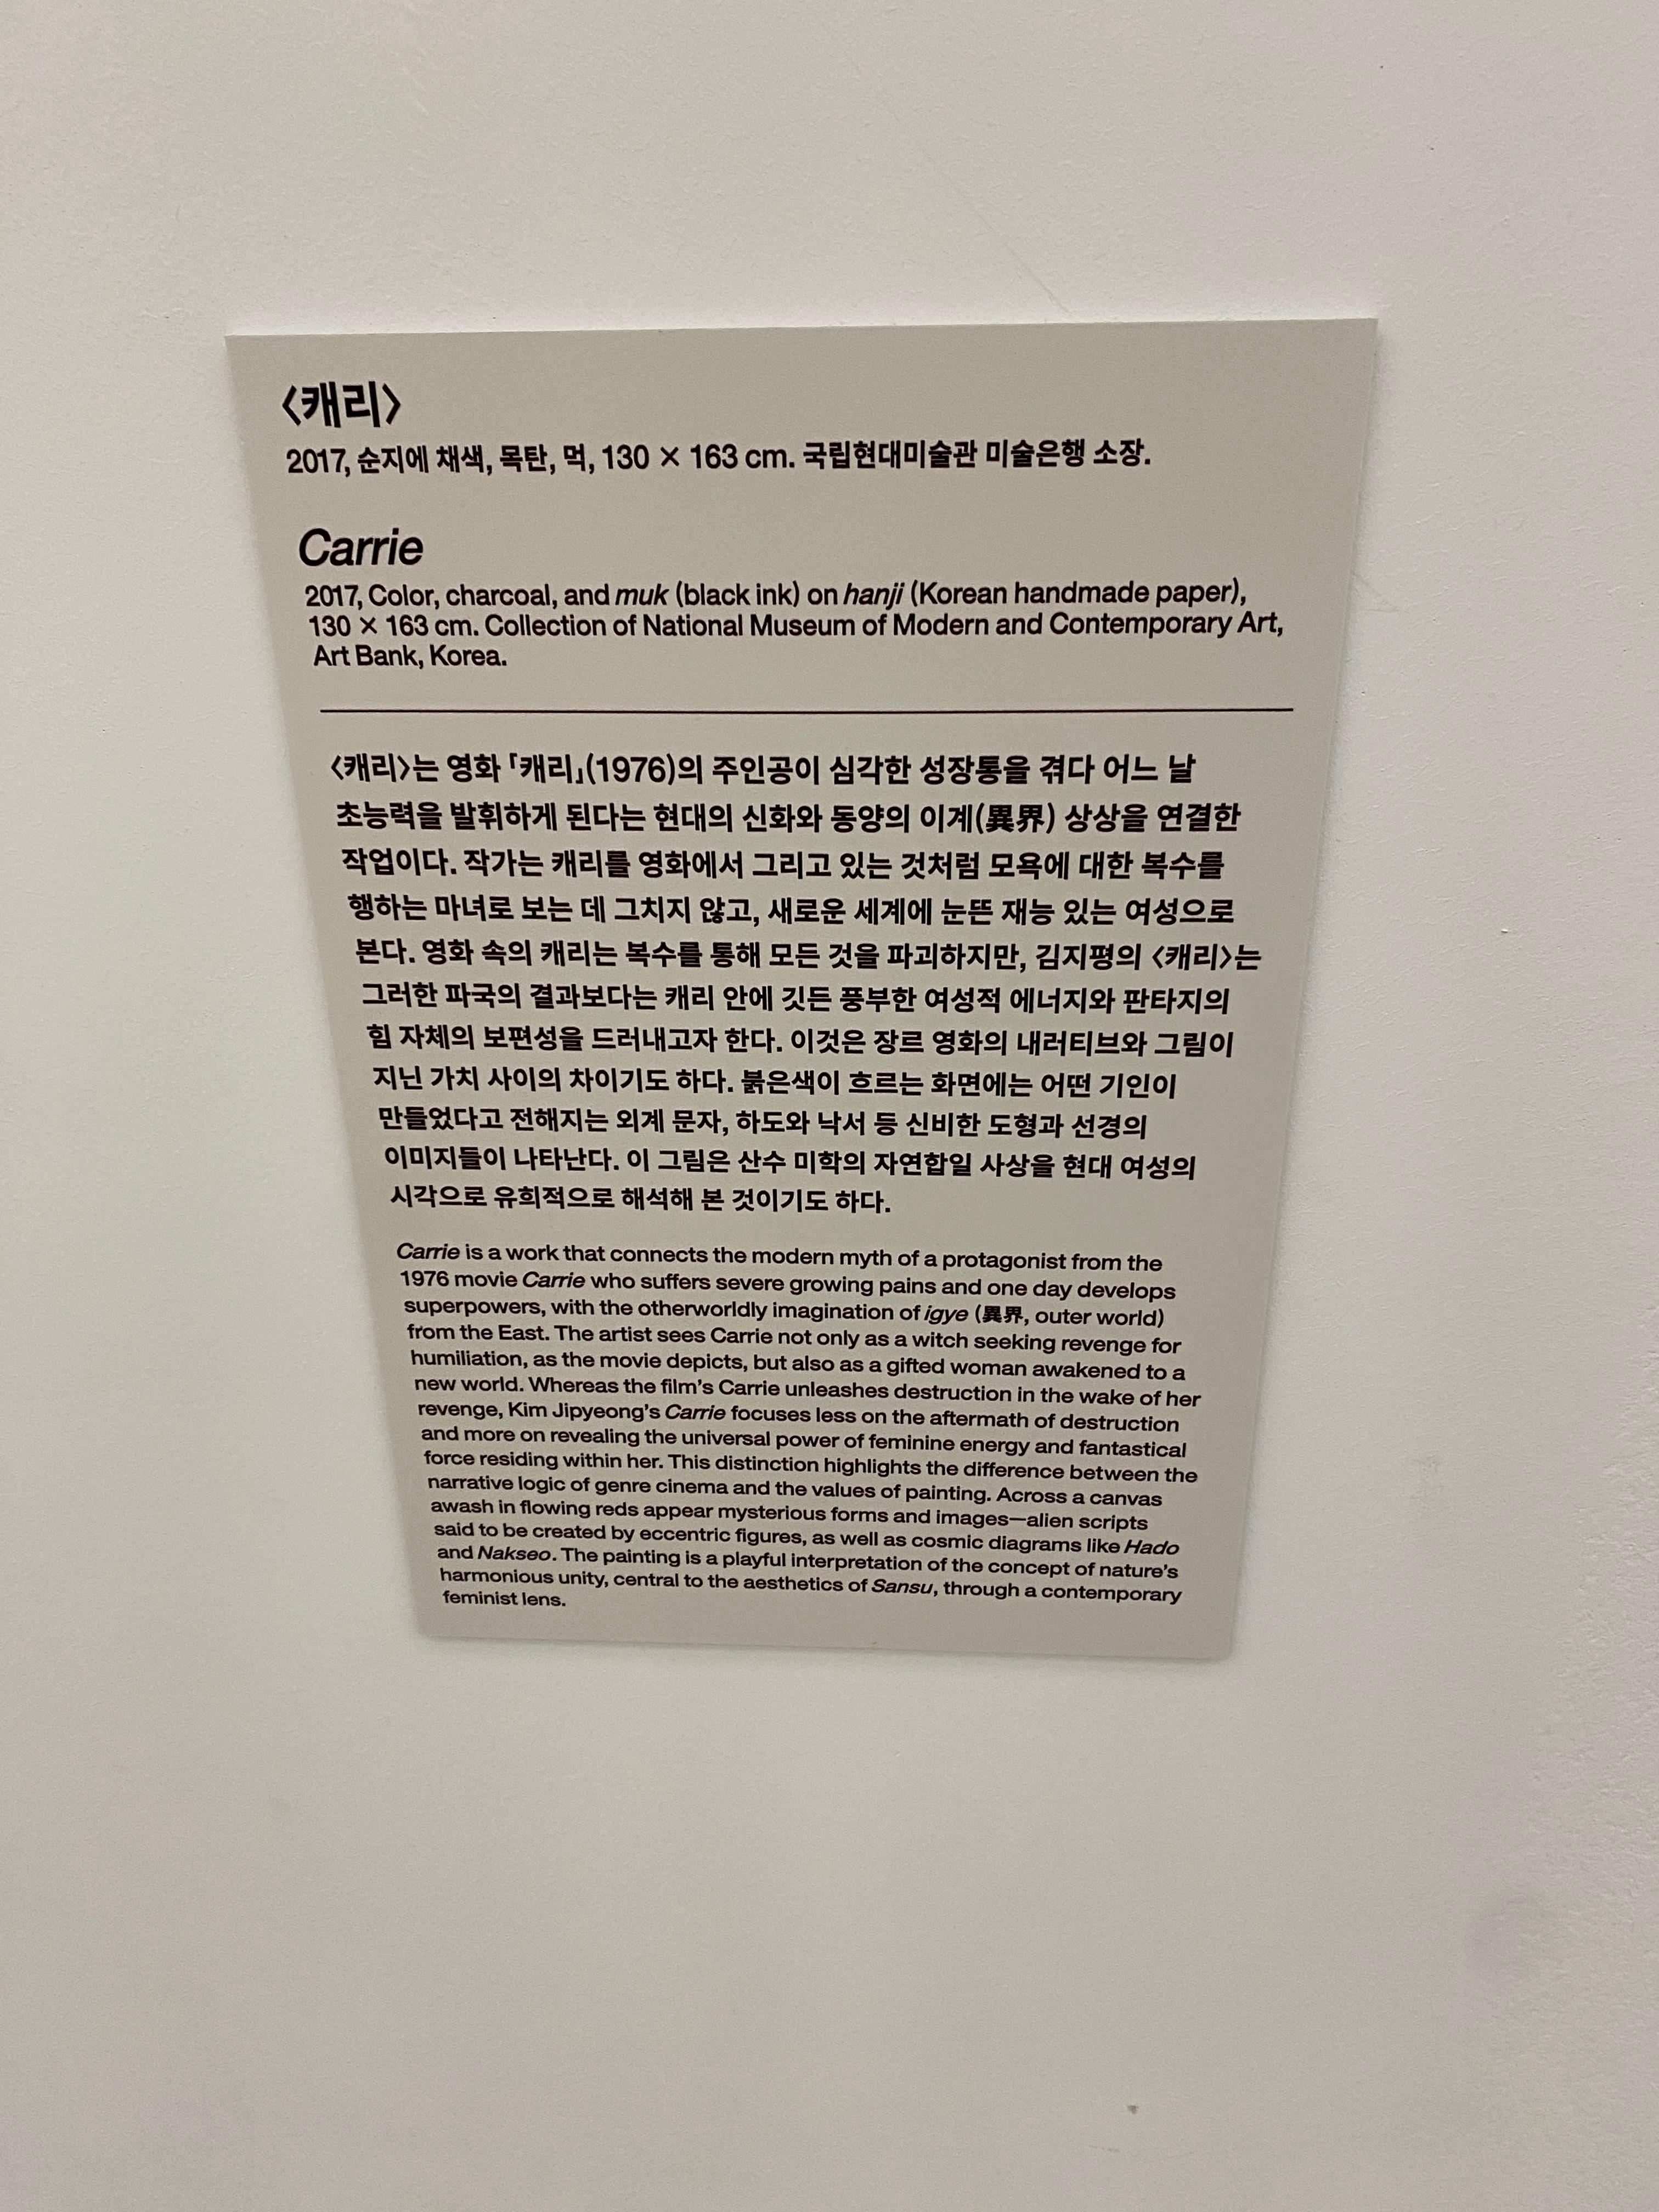 〈캐리〉
2017, 순지에 채색, 목탄, 먹, 130 × 163 cm. 국립현대미술관 미술은행 소장.
Carrie
2017, Color, charcoal, and muk (black ink) on hanji (Korean handmade paper),
130 × 163 cm. Collection of National Museum of Modern and Contemporary Art,
Art Bank, Korea.
〈캐리〉는 영화 「캐리」(1976)의 주인공이 심각한 성장통을 겪다 어느 날
초능력을 발휘하게 된다는 현대의 신화와 동양의 이계(異界) 상상을 연결한
작업이다. 작가는 캐리를 영화에서 그리고 있는 것처럼 모욕에 대한 복수를
행하는 마녀로 보는 데 그치지 않고, 새로운 세계에 눈뜬 재능 있는 여성으로
본다. 영화 속의 캐리는 복수를 통해 모든 것을 파괴하지만, 김지평의 〈캐리〉는
그러한 파국의 결과보다는 캐리 안에 깃든 풍부한 여성적 에너지와 판타지의
힘 자체의 보편성을 드러내고자 한다. 이것은 장르 영화의 내러티브와 그림이
지닌 가치 사이의 차이기도 하다. 붉은색이 흐르는 화면에는 어떤 기인이
만들었다고 전해지는 외계 문자, 하도와 낙서 등 신비한 도형과 선경의
이미지들이 나타난다. 이 그림은 산수 미학의 자연합일 사상을 현대 여성의
시각으로 유희적으로 해석해 본 것이기도 하다.
Carrie is a work that connects the modern myth of a protagonist from the
1976 movie Carrie who suffers severe growing pains and one day develops
superpowers, with the otherworldly imagination of igye (異界, outer world)
from the East. The artist sees Carrie not only as a witch seeking revenge for
humiliation, as the movie depicts, but also as a gifted woman awakened to a
new world. Whereas the film's Carrie unleashes destruction in the wake of her
revenge, Kim Jipyeong's Carrie focuses less on the aftermath of destruction
and more on revealing the universal power of feminine energy and fantastical
force residing within her. This distinction highlights the difference between the
narrative logic of genre cinema and the values of painting. Across a canvas
awash in flowing reds appear mysterious forms and images—alien scripts
said to be created by eccentric figures, as well as cosmic diagrams like Hado
and Nakseo. The painting is a playful interpretation of the concept of nature's
harmonious unity, central to the aesthetics of Sansu, through a contemporary
feminist lens.